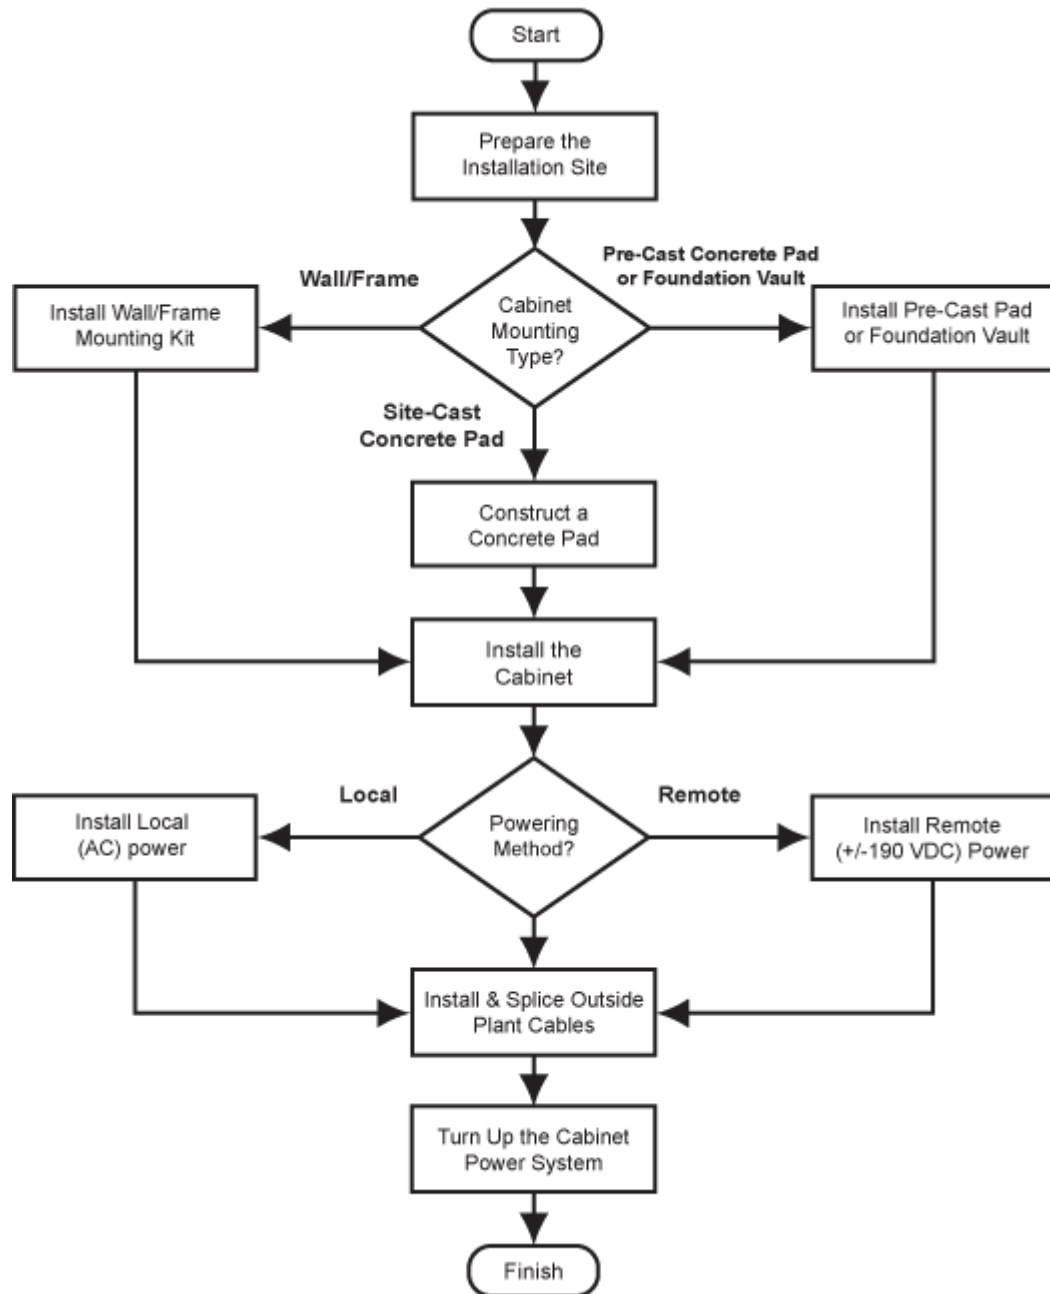 Start
Prepare the
Installation Site
Wall/Frame
Pre-Cast Concrete Pad
or Foundation Vault
Install Wall/Frame
Mounting Kit
Cabinet
Mounting
Type?
Install Pre-Cast Pad
or Foundation Vault
Site-Cast
Concrete Pad
Construct a
Concrete Pad
Install the
Cabinet
Local
Remote
Install Local
(AC) power
Powering
Method?
Install Remote
(+/-190 VDC) Power
Install & Splice Outside
Plant Cables
Turn Up the Cabinet
Power System
Finish